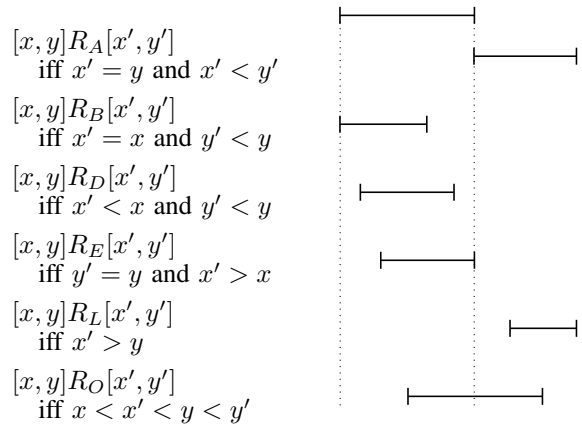 [x, y]R_A[x′, y′]
iff x′ = y and x′ < y′
[x, y]R_B[x′, y′]
iff x′ = x and y′ < y
[x, y]R_D[x′, y′]
iff x′ < x and y′ < y
[x, y]R_E[x′, y′]
iff y′ = y and x′ > x
[x, y]R_L[x′, y′]
iff x′ > y
[x, y]R_O[x′, y′]
iff x < x′ < y < y′